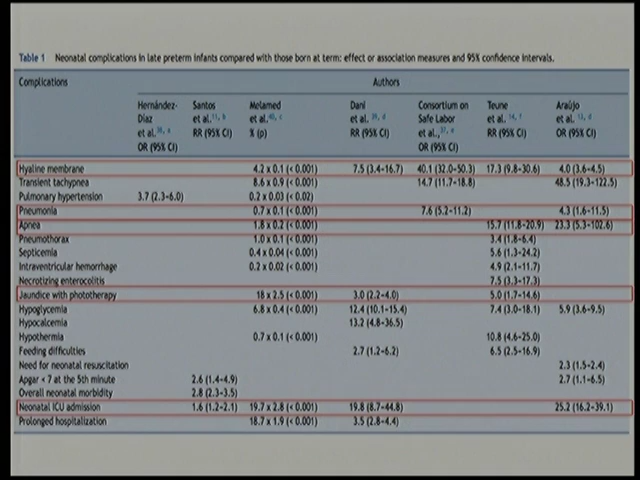 Table 1 Neonatal complications in late preterm infants compared with those born at term: effect or association measures and 95% confidence intervals.
Complications Authors
Hernández- Santos Melamed Dani Consortium on Teune Araújo
Díaz et al.11, b et al.40, c et al. 39, d Safe Labor et al. 14, f et al. 13, d
et al.38, a RR (95% CI) % (p) RR (95% CI) et al.,37, e RR (95% CI) OR (95% CI)
OR (95% CI) OR (95% CI)
Hyaline membrane 4.2 x 0.1 (< 0.001) 7.5 (3.4-16.7) 40.1 (32.0-50.3) 17.3 (9.8-30.6) 4.0 (3.6-4.5)
Transient tachypnea 8.6 x 0.9 (< 0.001) 14.7 (11.7-18.8) 48.5 (19.3-122.5)
Pulmonary hypertension 3.7 (2.3-6.0) 0.2 x 0.03 (< 0.02)
Pneumonia 0.7 x 0.1 (< 0.001) 7.6 (5.2-11.2) 4.3 (1.6-11.5)
Apnea 1.8 x 0.2 (< 0.001) 15.7 (11.8-20.9) 23.3 (5.3-102.6)
Pneumothorax 1.0 x 0.1 (< 0.001) 3.4 (1.8-6.4)
Septicemia 0.4 x 0.04 (< 0.001) 5.6 (1.3-24.2)
Intraventricular hemorrhage 0.2 x 0.02 (< 0.001) 4.9 (2.1-11.7)
Necrotizing enterocolitis 7.5 (3.3-17.3)
Jaundice with phototherapy 18 x 2.5 (< 0.001) 3.0 (2.2-4.0) 5.0 (1.7-14.6)
Hypoglycemia 6.8 x 0.4 (< 0.001) 12.4 (10.1-15.4) 7.4 (3.0-18.1) 5.9 (3.6-9.5)
Hypocalcemia 13.2 (4.8-36.5)
Hypothermia 0.7 x 0.1 (< 0.001) 10.8 (4.6-25.0)
Feeding difficulties 2.7 (1.2-6.2) 6.5 (2.5-16.9)
Need for neonatal resuscitation 2.3 (1.5-2.4)
Apgar < 7 at the 5th minute 2.6 (1.4-4.9) 2.7 (1.1-6.5)
Overall neonatal morbidity 2.8 (2.3-3.5)
Neonatal ICU admission 1.6 (1.2-2.1) 19.7 x 2.8 (< 0.001) 19.8 (8.7-44.8) 25.2 (16.2-39.1)
Prolonged hospitalization 18.7 x 1.9 (< 0.001) 3.5 (2.8-4.4)